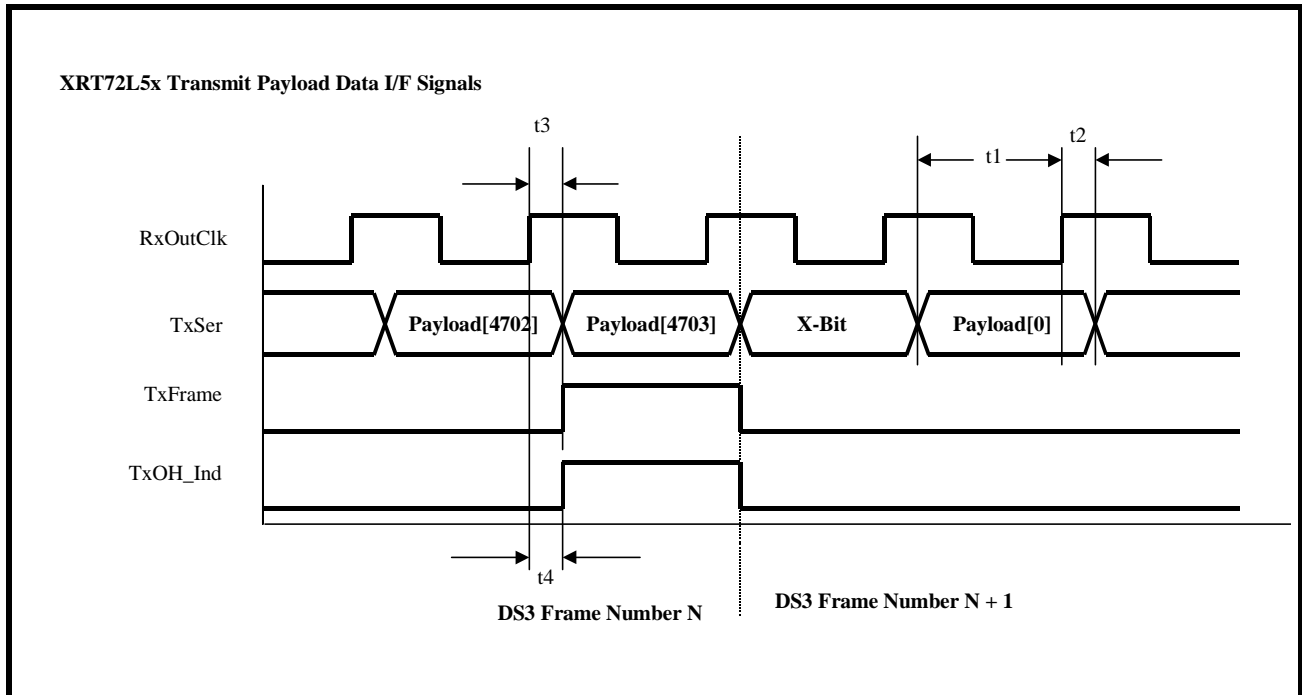 XRT72L5x Transmit Payload Data I/F Signals
t3
t2
t1
RxOutClk
TxSer
Payload[4702]
Payload[4703]
X-Bit
Payload[0]
TxFrame
TxOH_Ind
t4
DS3 Frame Number N
DS3 Frame Number N + 1